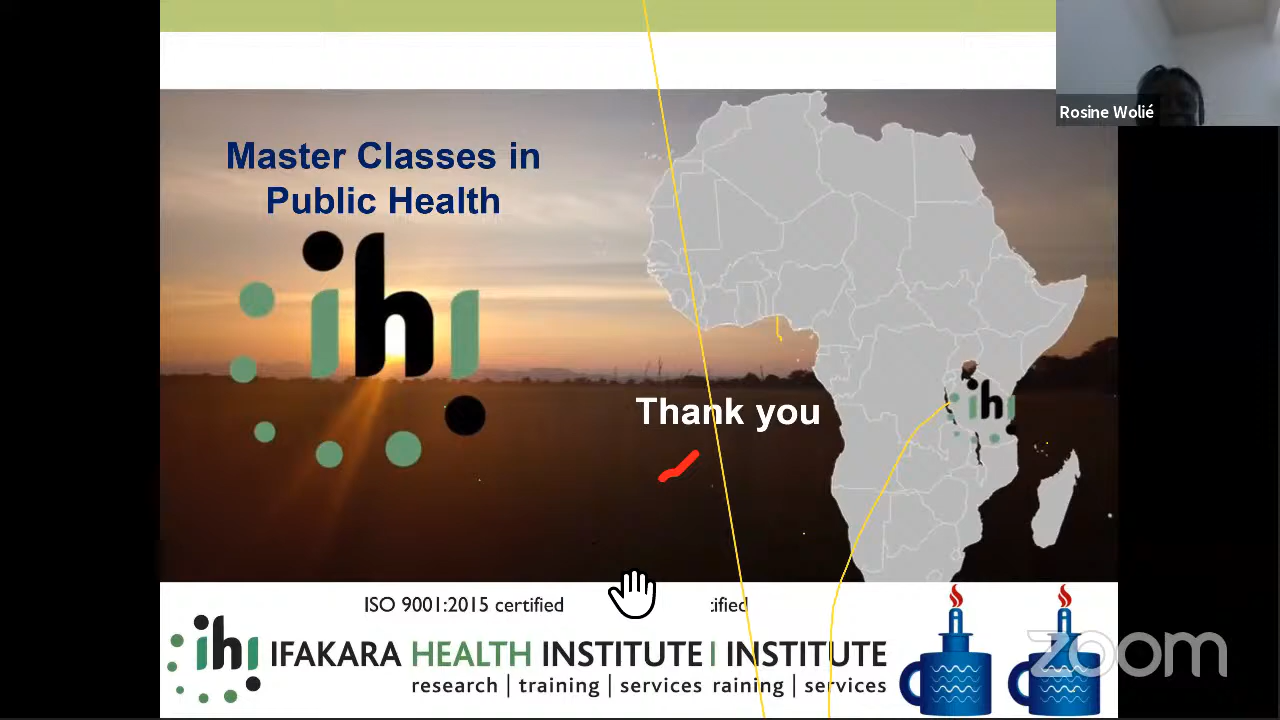 Rosine Wolié
Master Classes in
Public Health
ihi
ihi
Thank you
ISO 9001:2015 certified
tified
ihi IFAKARA HEALTH INSTITUTE | INSTITUTE
research | training | services raining | services
zoom